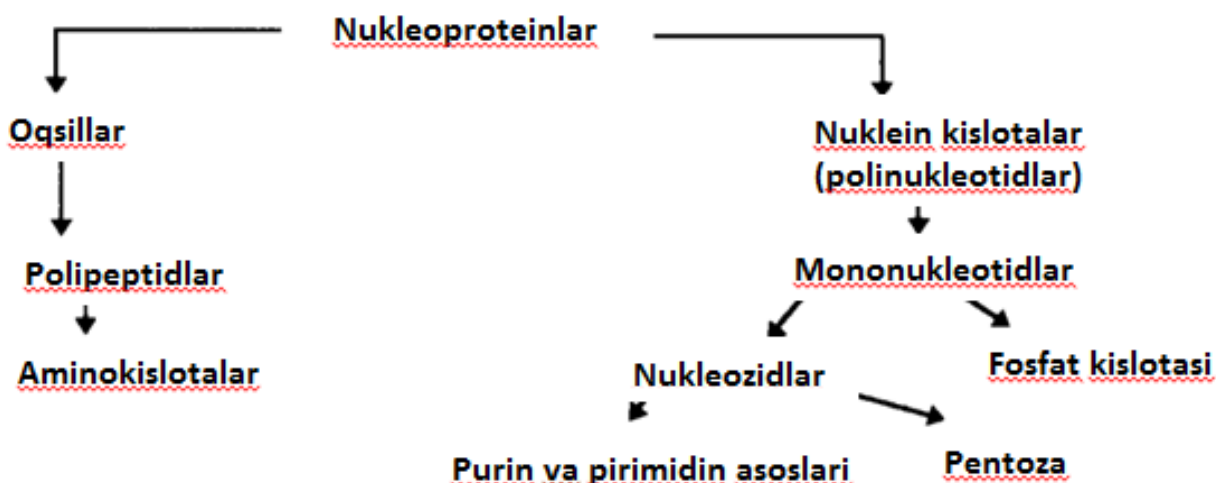 Nukleoproteinlar
Oqsillar
Nuklein kislotalar
(polinukleotidlar)
Polipeptidlar
Mononukleotidlar
Aminokislotalar
Nukleozidlar
Fosfat kislotasi
Purin va pirimidin asoslari
Pentoza